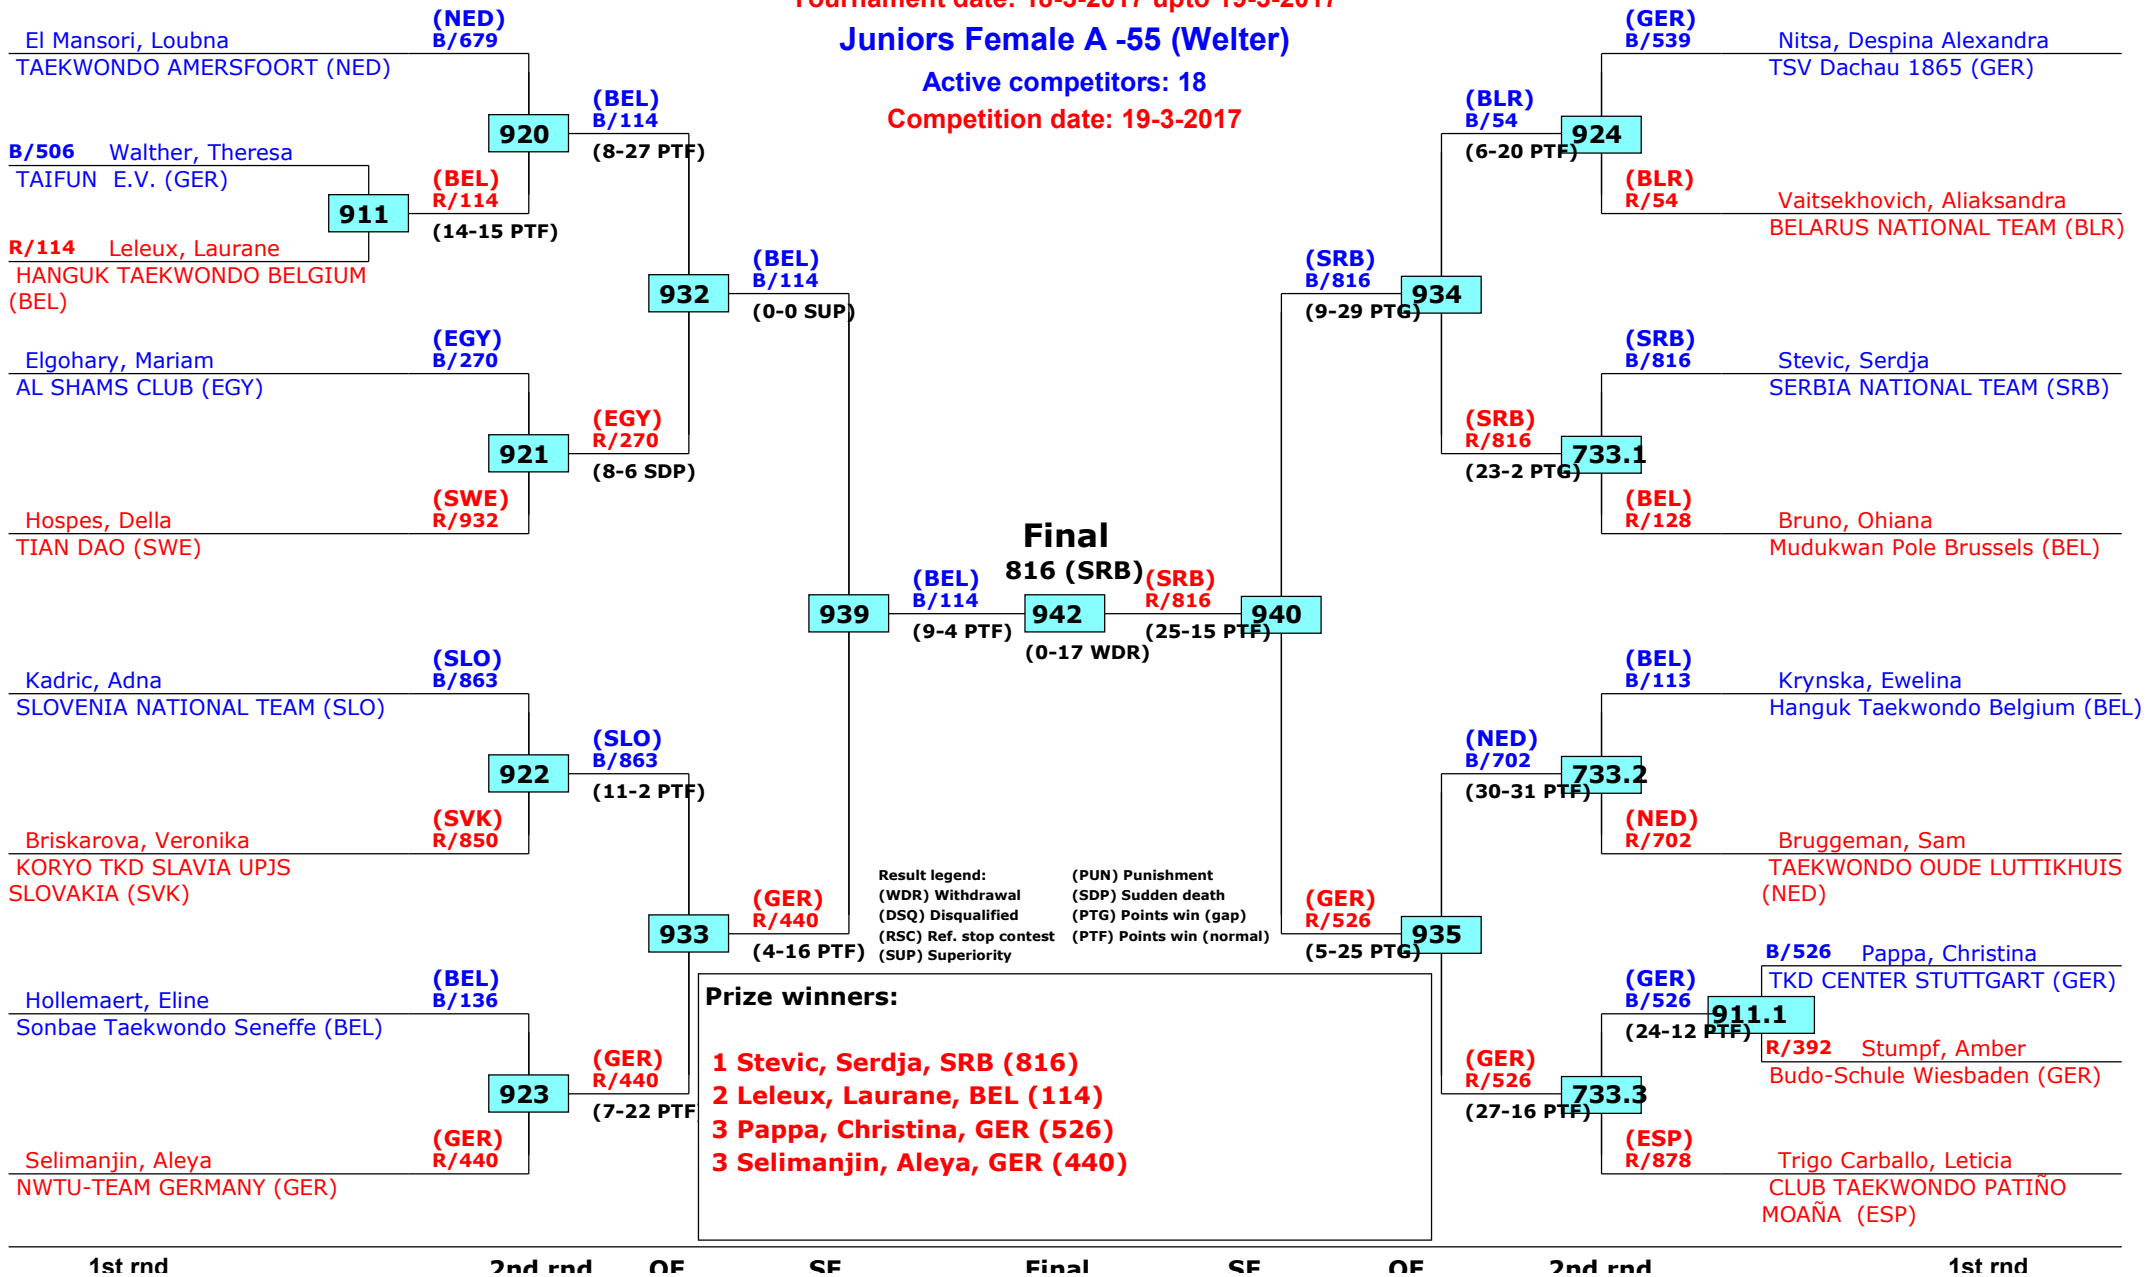 Tournament date: 18-3-2017 upto 19-3-2017
Juniors Female A -55 (Welter)
Active competitors: 18
Competition date: 19-3-2017
(NED)
El Mansori, Loubna B/679
TAEKWONDO AMERSFOORT (NED)
920
(BEL)
B/114
(8-27 PTF)
B/506 Walther, Theresa
TAIFUN E.V. (GER)
911
(BEL)
R/114
(14-15 PTF)
R/114 Leleux, Laurane
HANGUK TAEKWONDO BELGIUM
(BEL)
932
(BEL)
B/114
(0-0 SUP)
(EGY)
Elgohary, Mariam B/270
AL SHAMS CLUB (EGY)
921
(EGY)
R/270
(8-6 SDP)
(SWE)
Hospes, Della R/932
TIAN DAO (SWE)
939
(BEL)
B/114
(9-4 PTF)
(SLO)
Kadric, Adna B/863
SLOVENIA NATIONAL TEAM (SLO)
922
(SLO)
B/863
(11-2 PTF)
(SVK)
Briskarova, Veronika R/850
KORYO TKD SLAVIA UPJS
SLOVAKIA (SVK)
933
(GER)
R/440
(4-16 PTF)
(BEL)
Hollemaert, Eline B/136
Sonbae Taekwondo Seneffe (BEL)
923
(GER)
R/440
(7-22 PTF
(GER)
Selimanjin, Aleya R/440
NWTU-TEAM GERMANY (GER)
Final
816 (SRB)
942
(0-17 WDR)
(SRB)
R/816
(25-15 PTF)
940
(GER)
B/539 Nitsa, Despina Alexandra
TSV Dachau 1865 (GER)
(BLR)
B/54
(6-20 PTF)
924
(BLR)
R/54 Vaitsekhovich, Aliaksandra
BELARUS NATIONAL TEAM (BLR)
(SRB)
B/816
(9-29 PTG)
934
(SRB)
B/816 Stevic, Serdja
SERBIA NATIONAL TEAM (SRB)
(SRB)
R/816
(23-2 PTG)
733.1
(BEL)
R/128 Bruno, Ohiana
Mudukwan Pole Brussels (BEL)
(BEL)
B/113 Krynska, Ewelina
Hanguk Taekwondo Belgium (BEL)
(NED)
B/702
(30-31 PTF)
733.2
(NED)
R/702 Bruggeman, Sam
TAEKWONDO OUDE LUTTIKHUIS
(NED)
(GER)
R/526
(5-25 PTG)
935
B/526 Pappa, Christina
TKD CENTER STUTTGART (GER)
(GER)
B/526
(24-12 PTF)
911.1
R/392 Stumpf, Amber
Budo-Schule Wiesbaden (GER)
(GER)
R/526
(27-16 PTF)
733.3
(ESP)
R/878 Trigo Carballo, Leticia
CLUB TAEKWONDO PATIÑO
MOAÑA (ESP)
Result legend: (PUN) Punishment
(WDR) Withdrawal (SDP) Sudden death
(DSQ) Disqualified (PTG) Points win (gap)
(RSC) Ref. stop contest (PTF) Points win (normal)
(SUP) Superiority
Prize winners:
1 Stevic, Serdja, SRB (816)
2 Leleux, Laurane, BEL (114)
3 Pappa, Christina, GER (526)
3 Selimanjin, Aleya, GER (440)
1st rnd 2nd rnd QF SF Final SF QF 2nd rnd 1st rnd